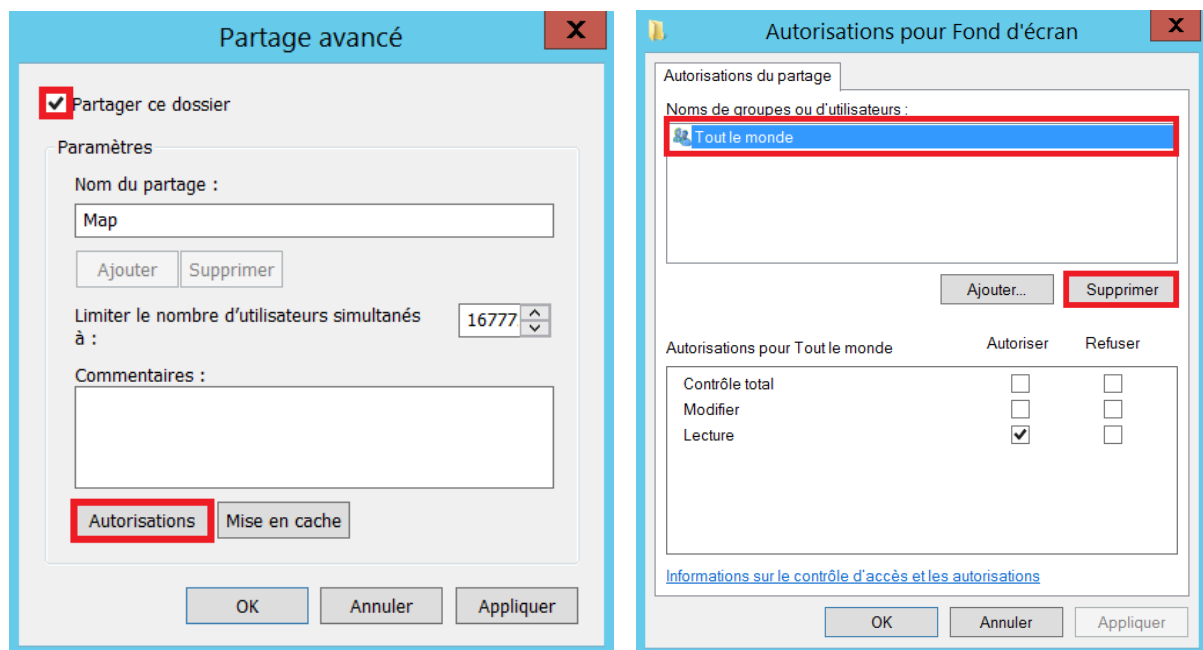 Partage avancé
X
Partager ce dossier
Paramètres
Nom du partage :
Map
Ajouter
Supprimer
Limiter le nombre d’utilisateurs simultanés
à :
16777
Commentaires :
Autorisations
Mise en cache
OK
Annuler
Appliquer
Autorisations pour Fond d'écran
X
Autorisations du partage
Noms de groupes ou d'utilisateurs :
Tout le monde
Ajouter...
Supprimer
Autorisations pour Tout le monde
Autoriser
Refuser
Contrôle total
Modifier
Lecture
Informations sur le contrôle d'accès et les autorisations
OK
Annuler
Appliquer